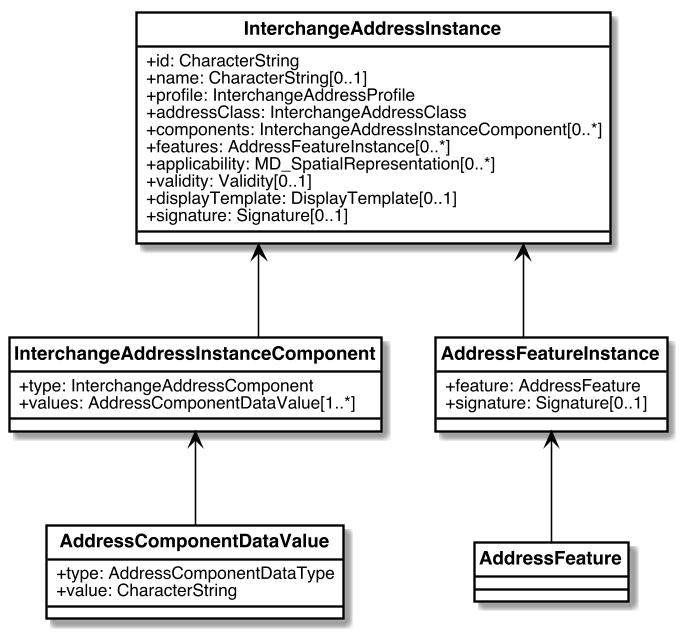 InterchangeAddressInstance
+id: CharacterString
+name: CharacterString[0..1]
+profile: InterchangeAddressProfile
+addressClass: InterchangeAddressClass
+components: InterchangeAddressInstanceComponent[0..*]
+features: AddressFeatureInstance[0..*]
+applicability: MD_SpatialRepresentation[0..*]
+validity: Validity[0..1]
+displayTemplate: DisplayTemplate[0..1]
+signature: Signature[0..1]
InterchangeAddressInstanceComponent
+type: InterchangeAddressComponent
+values: AddressComponentDataValue[1..*]
AddressFeatureInstance
+feature: AddressFeature
+signature: Signature[0..1]
AddressComponentDataValue
+type: AddressComponentDataType
+value: CharacterString
AddressFeature